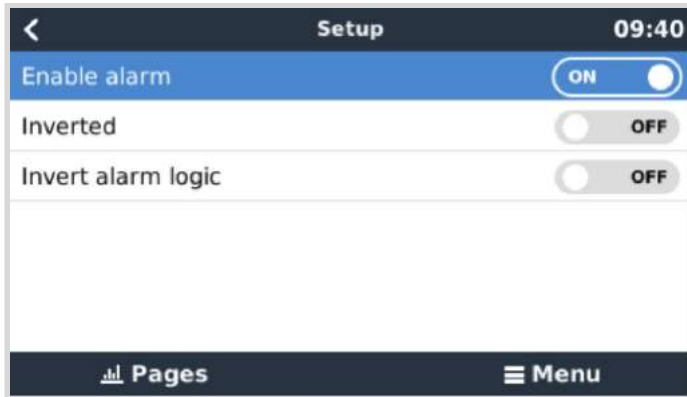 Setup 09:40
Enable alarm ON
Inverted OFF
Invert alarm logic OFF
Pages Menu